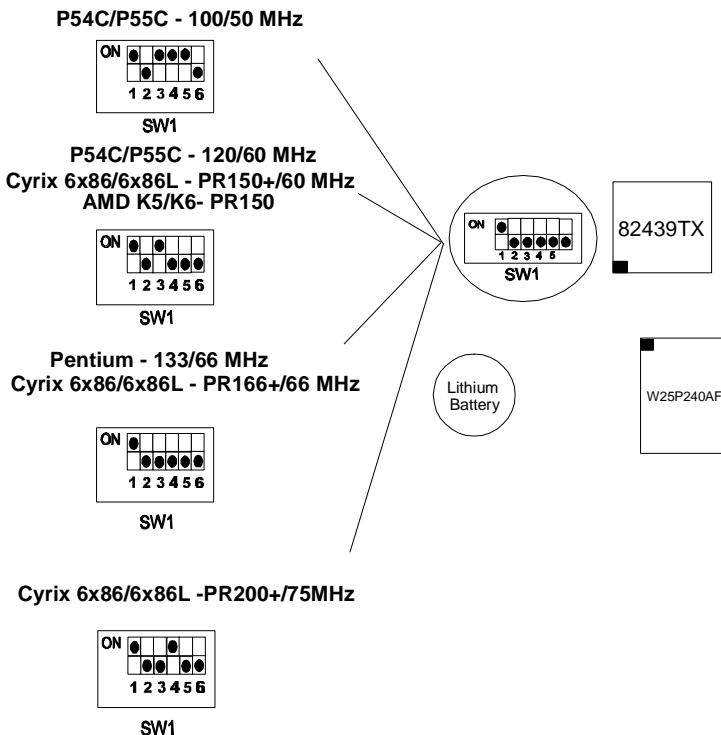 P54C/P55C - 100/50 MHz
ON
1 2 3 4 5 6
SW1
P54C/P55C - 120/60 MHz
Cyrix 6x86/6x86L - PR150+/60 MHz
AMD K5/K6- PR150
ON
1 2 3 4 5 6
SW1
Pentium - 133/66 MHz
Cyrix 6x86/6x86L - PR166+/66 MHz
ON
1 2 3 4 5 6
SW1
Cyrix 6x86/6x86L -PR200+/75MHz
ON
1 2 3 4 5 6
SW1
ON
1 2 3 4 5
SW1
82439TX
Lithium
Battery
W25P240AF